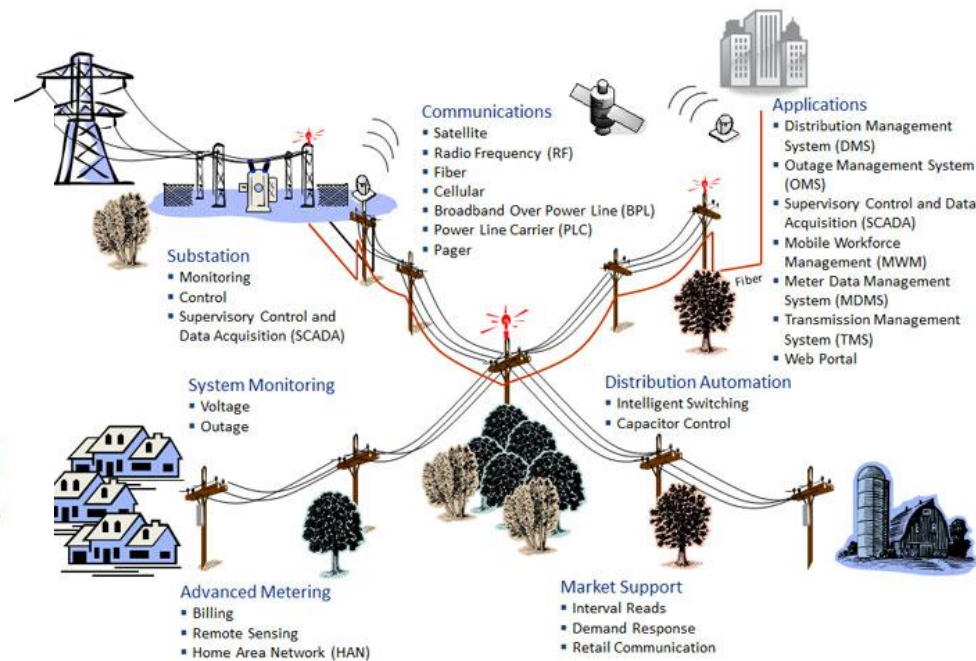 Communications
▪ Satellite
▪ Radio Frequency (RF)
▪ Fiber
▪ Cellular
▪ Broadband Over Power Line (BPL)
▪ Power Line Carrier (PLC)
▪ Pager
Applications
▪ Distribution Management
System (DMS)
▪ Outage Management System
(OMS)
▪ Supervisory Control and Data
Acquisition (SCADA)
▪ Mobile Workforce
Management (MWM)
▪ Meter Data Management
System (MDMS)
▪ Transmission Management
System (TMS)
▪ Web Portal
Fiber
Substation
▪ Monitoring
▪ Control
▪ Supervisory Control and
Data Acquisition (SCADA)
System Monitoring
▪ Voltage
▪ Outage
Distribution Automation
▪ Intelligent Switching
▪ Capacitor Control
Advanced Metering
▪ Billing
▪ Remote Sensing
▪ Home Area Network (HAN)
Market Support
▪ Interval Reads
▪ Demand Response
▪ Retail Communication